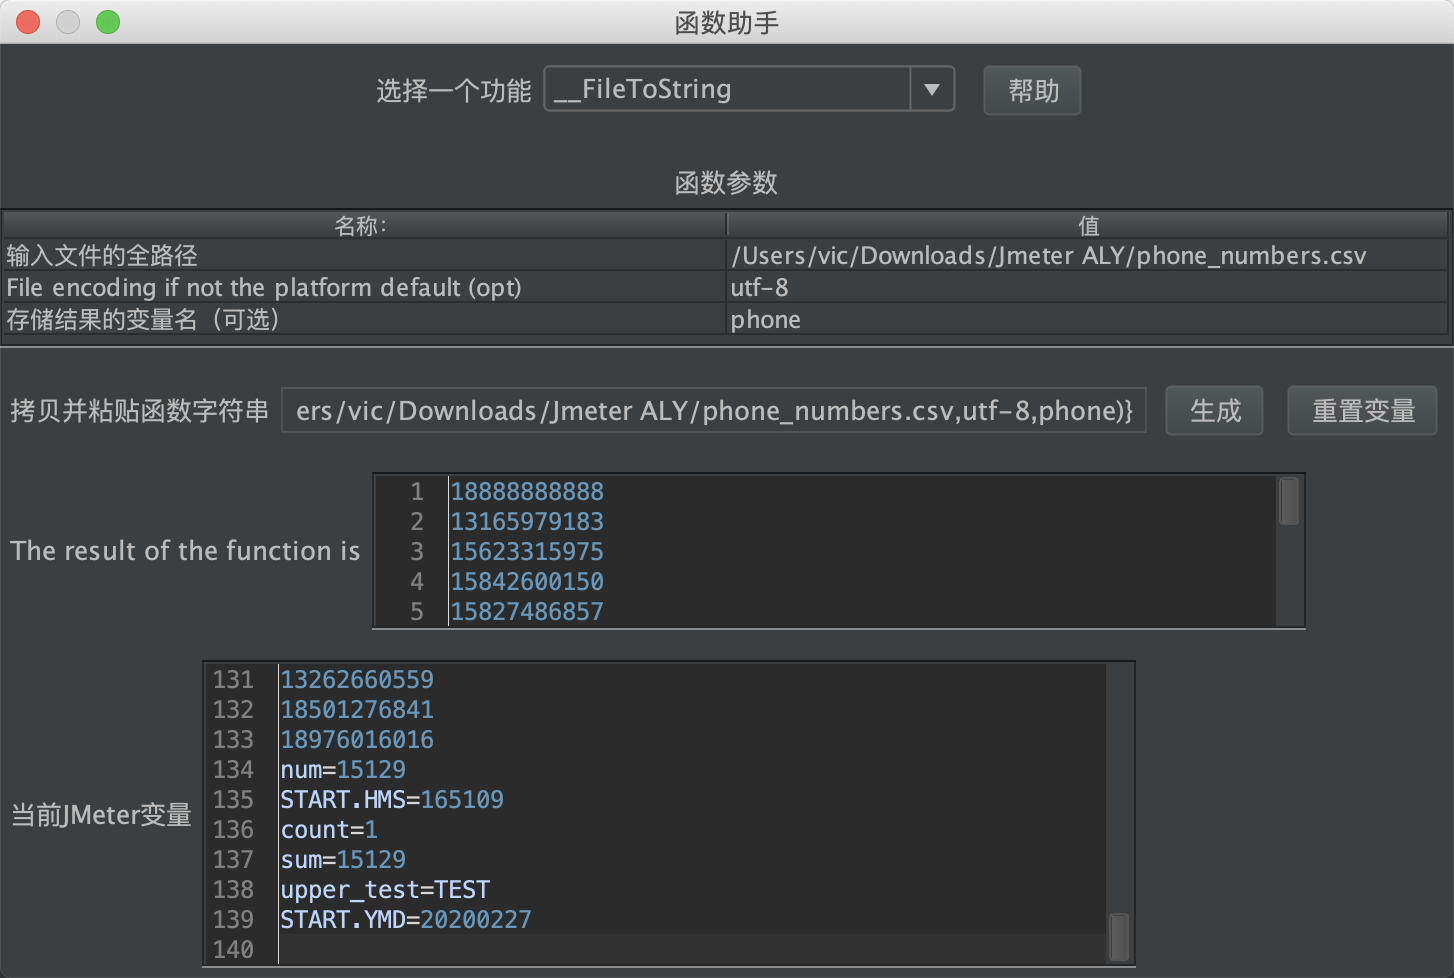 函数助手
选择一个功能 __FileToString 帮助
函数参数
名称: 值
输入文件的全路径 /Users/vic/Downloads/Jmeter ALY/phone_numbers.csv
File encoding if not the platform default (opt) utf-8
存储结果的变量名（可选） phone
拷贝并粘贴函数字符串 ers/vic/Downloads/Jmeter ALY/phone_numbers.csv,utf-8,phone)} 生成 重置变量
The result of the function is
1 18888888888
2 13165979183
3 15623315975
4 15842600150
5 15827486857
当前JMeter变量
131 13262660559
132 18501276841
133 18976016016
134 num=15129
135 START.HMS=165109
136 count=1
137 sum=15129
138 upper_test=TEST
139 START.YMD=20200227
140